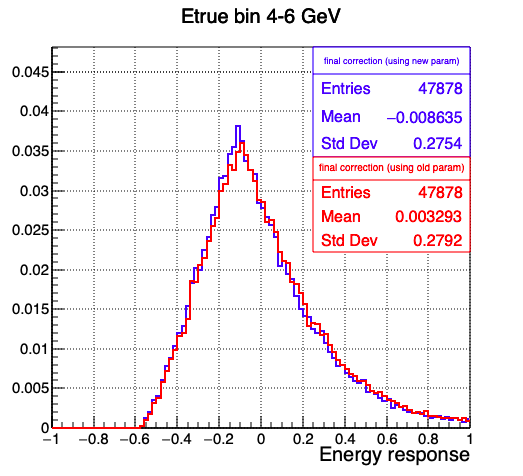 Etrue bin 4-6 GeV
final correction (using new param)
Entries 47878
Mean −0.008635
Std Dev 0.2754
final correction (using old param)
Entries 47878
Mean 0.003293
Std Dev 0.2792
0.045
0.04
0.035
0.03
0.025
0.02
0.015
0.01
0.005
0
−1 −0.8 −0.6 −0.4 −0.2 0 0.2 0.4 0.6 0.8 1
Energy response